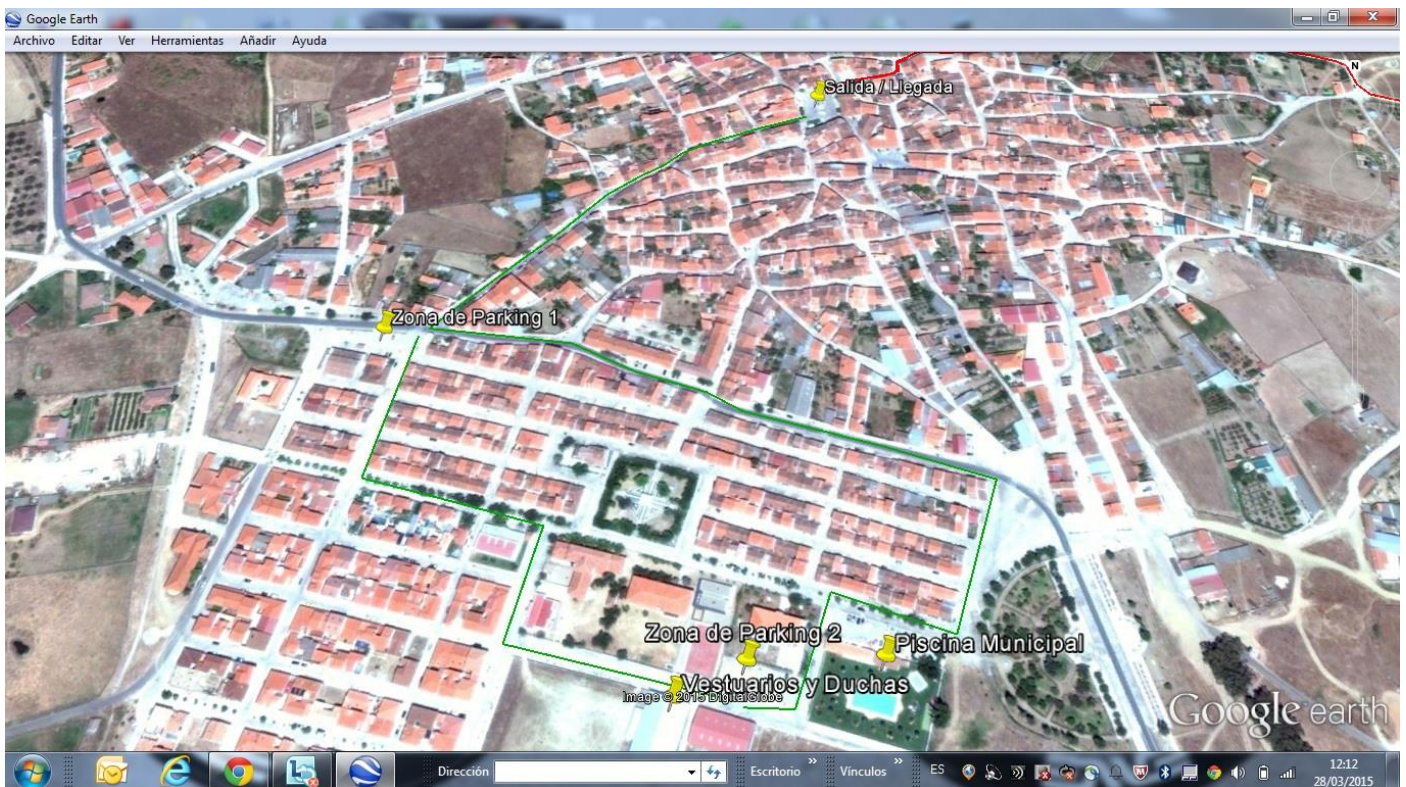 Google Earth
Archivo Editar Ver Herramientas Añadir Ayuda
N
Salida / Llegada
Zona de Parking 1
Zona de Parking 2
Piscina Municipal
Vestuarios y Duchas
Image © 2015 DigitalGlobe
Google earth
Dirección Escritorio » Vínculos » ES 12:12
28/03/2015